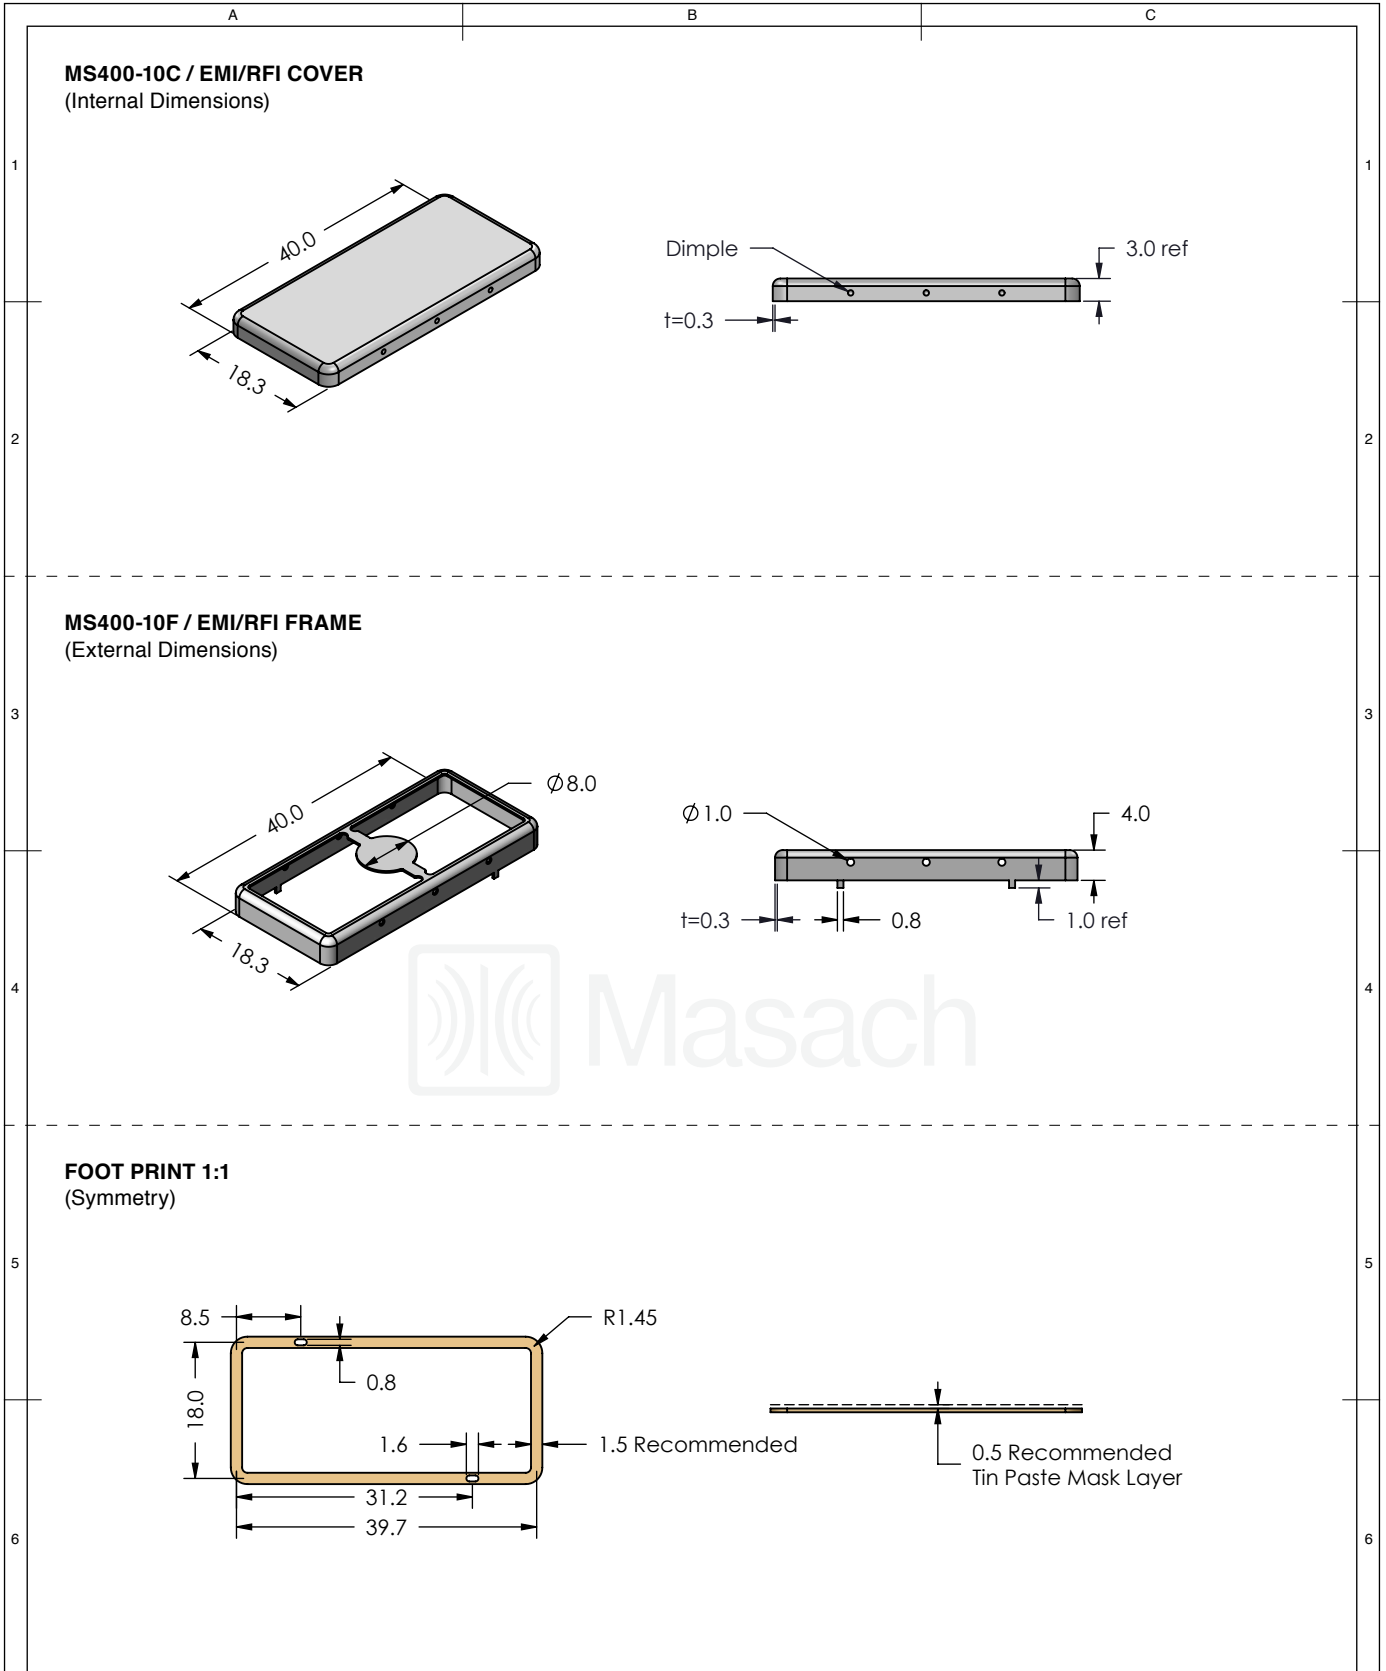 A
B
C
MS400-10C / EMI/RFI COVER
(Internal Dimensions)
1
1
40.0
18.3
Dimple
3.0 ref
t=0.3
2
2
MS400-10F / EMI/RFI FRAME
(External Dimensions)
3
3
40.0
∅8.0
18.3
∅1.0
4.0
t=0.3
0.8
1.0 ref
Masach
4
4
FOOT PRINT 1:1
(Symmetry)
5
5
8.5
R1.45
0.8
18.0
1.6
1.5 Recommended
31.2
39.7
0.5 Recommended
Tin Paste Mask Layer
6
6